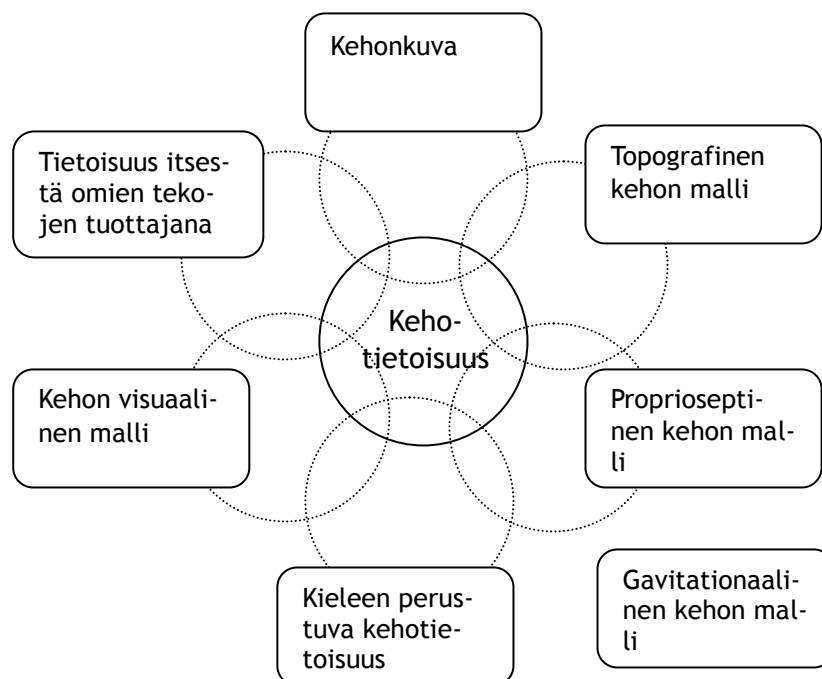 Kehonkuva
Tietoisuus itses-
tä omien teko-
jen tuottajana
Topografinen
kehon malli
Keho-
tietoisuus
Kehon visuaali-
nen malli
Propriosepti-
nen kehon mal-
li
Kieleen perus-
tuva kehotie-
toisuus
Gavitationaali-
nen kehon mal-
li